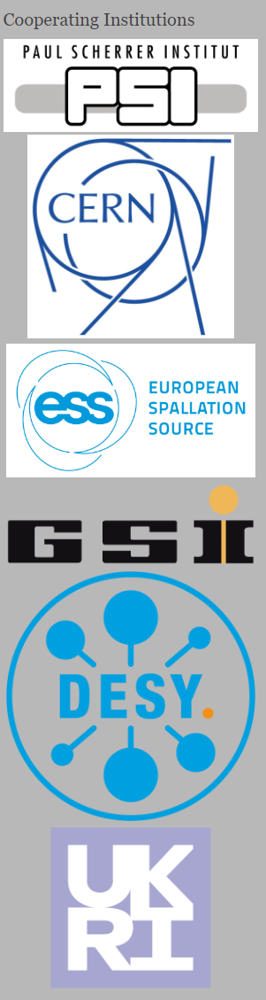 Cooperating Institutions
PAUL SCHERRER INSTITUT
PSI
CERN
ess
EUROPEAN
SPALLATION
SOURCE
GSI
DESY.
UK
RI